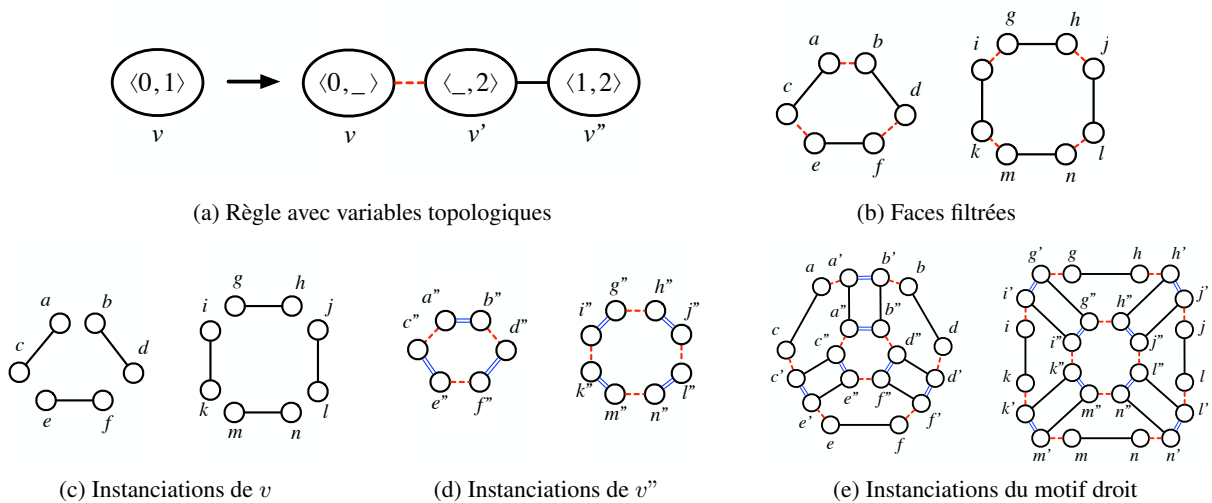 ⟨0, 1⟩ ⟨0, _⟩ ⟨_, 2⟩ ⟨1, 2⟩
v v v' v''
(a) Règle avec variables topologiques
a b
c d
e f
g h
i j
k l
m n
(b) Faces filtrées
a b
c d
e f
g h
i j
k l
m n
(c) Instanciations de v
a'' b''
c'' d''
e'' f''
g'' h''
i'' j''
k'' l''
m'' n''
(d) Instanciations de v''
a a' b' b
a'' b''
c c'' d'' d
c' e'' f'' d'
e' f'
e f
g' g h h'
i' g'' h'' j'
i i'' j'' j
k k'' l'' l
k' m'' n'' l'
m' m n n'
(e) Instanciations du motif droit